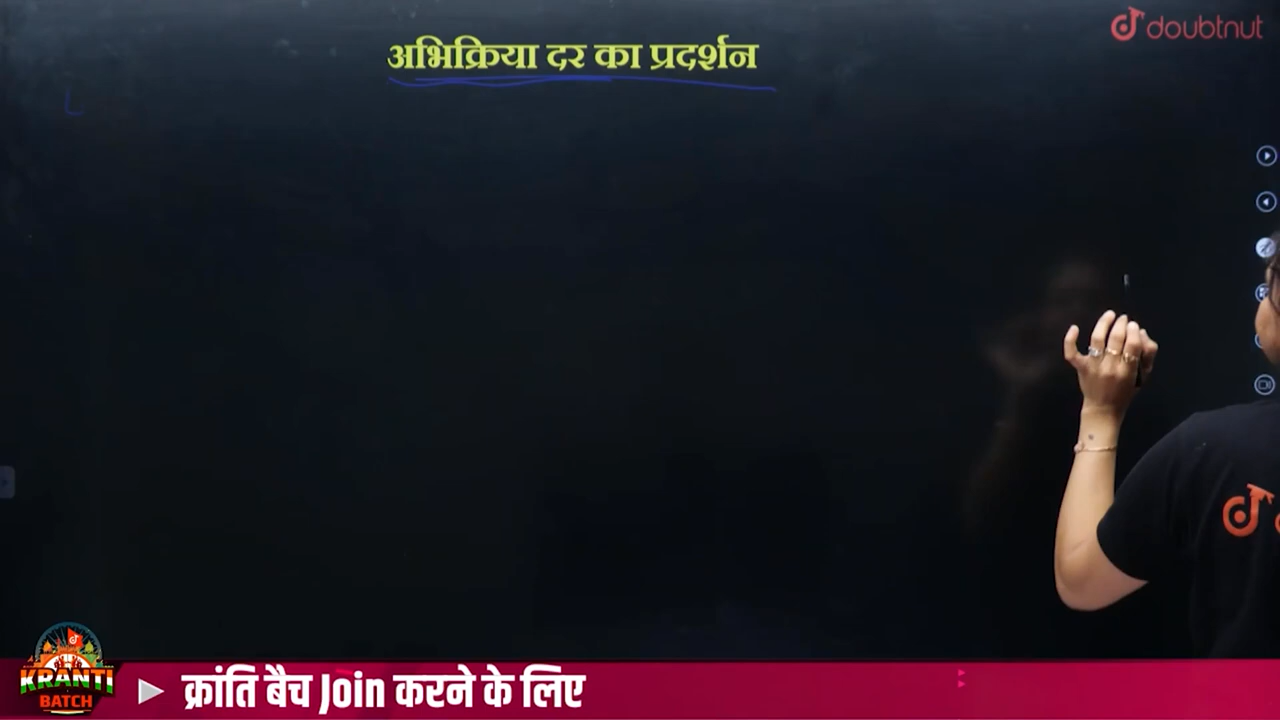 अभिक्रिया दर का प्रदर्शन
doubtnut
KRANTI
BATCH
क्रांति बैच Join करने के लिए